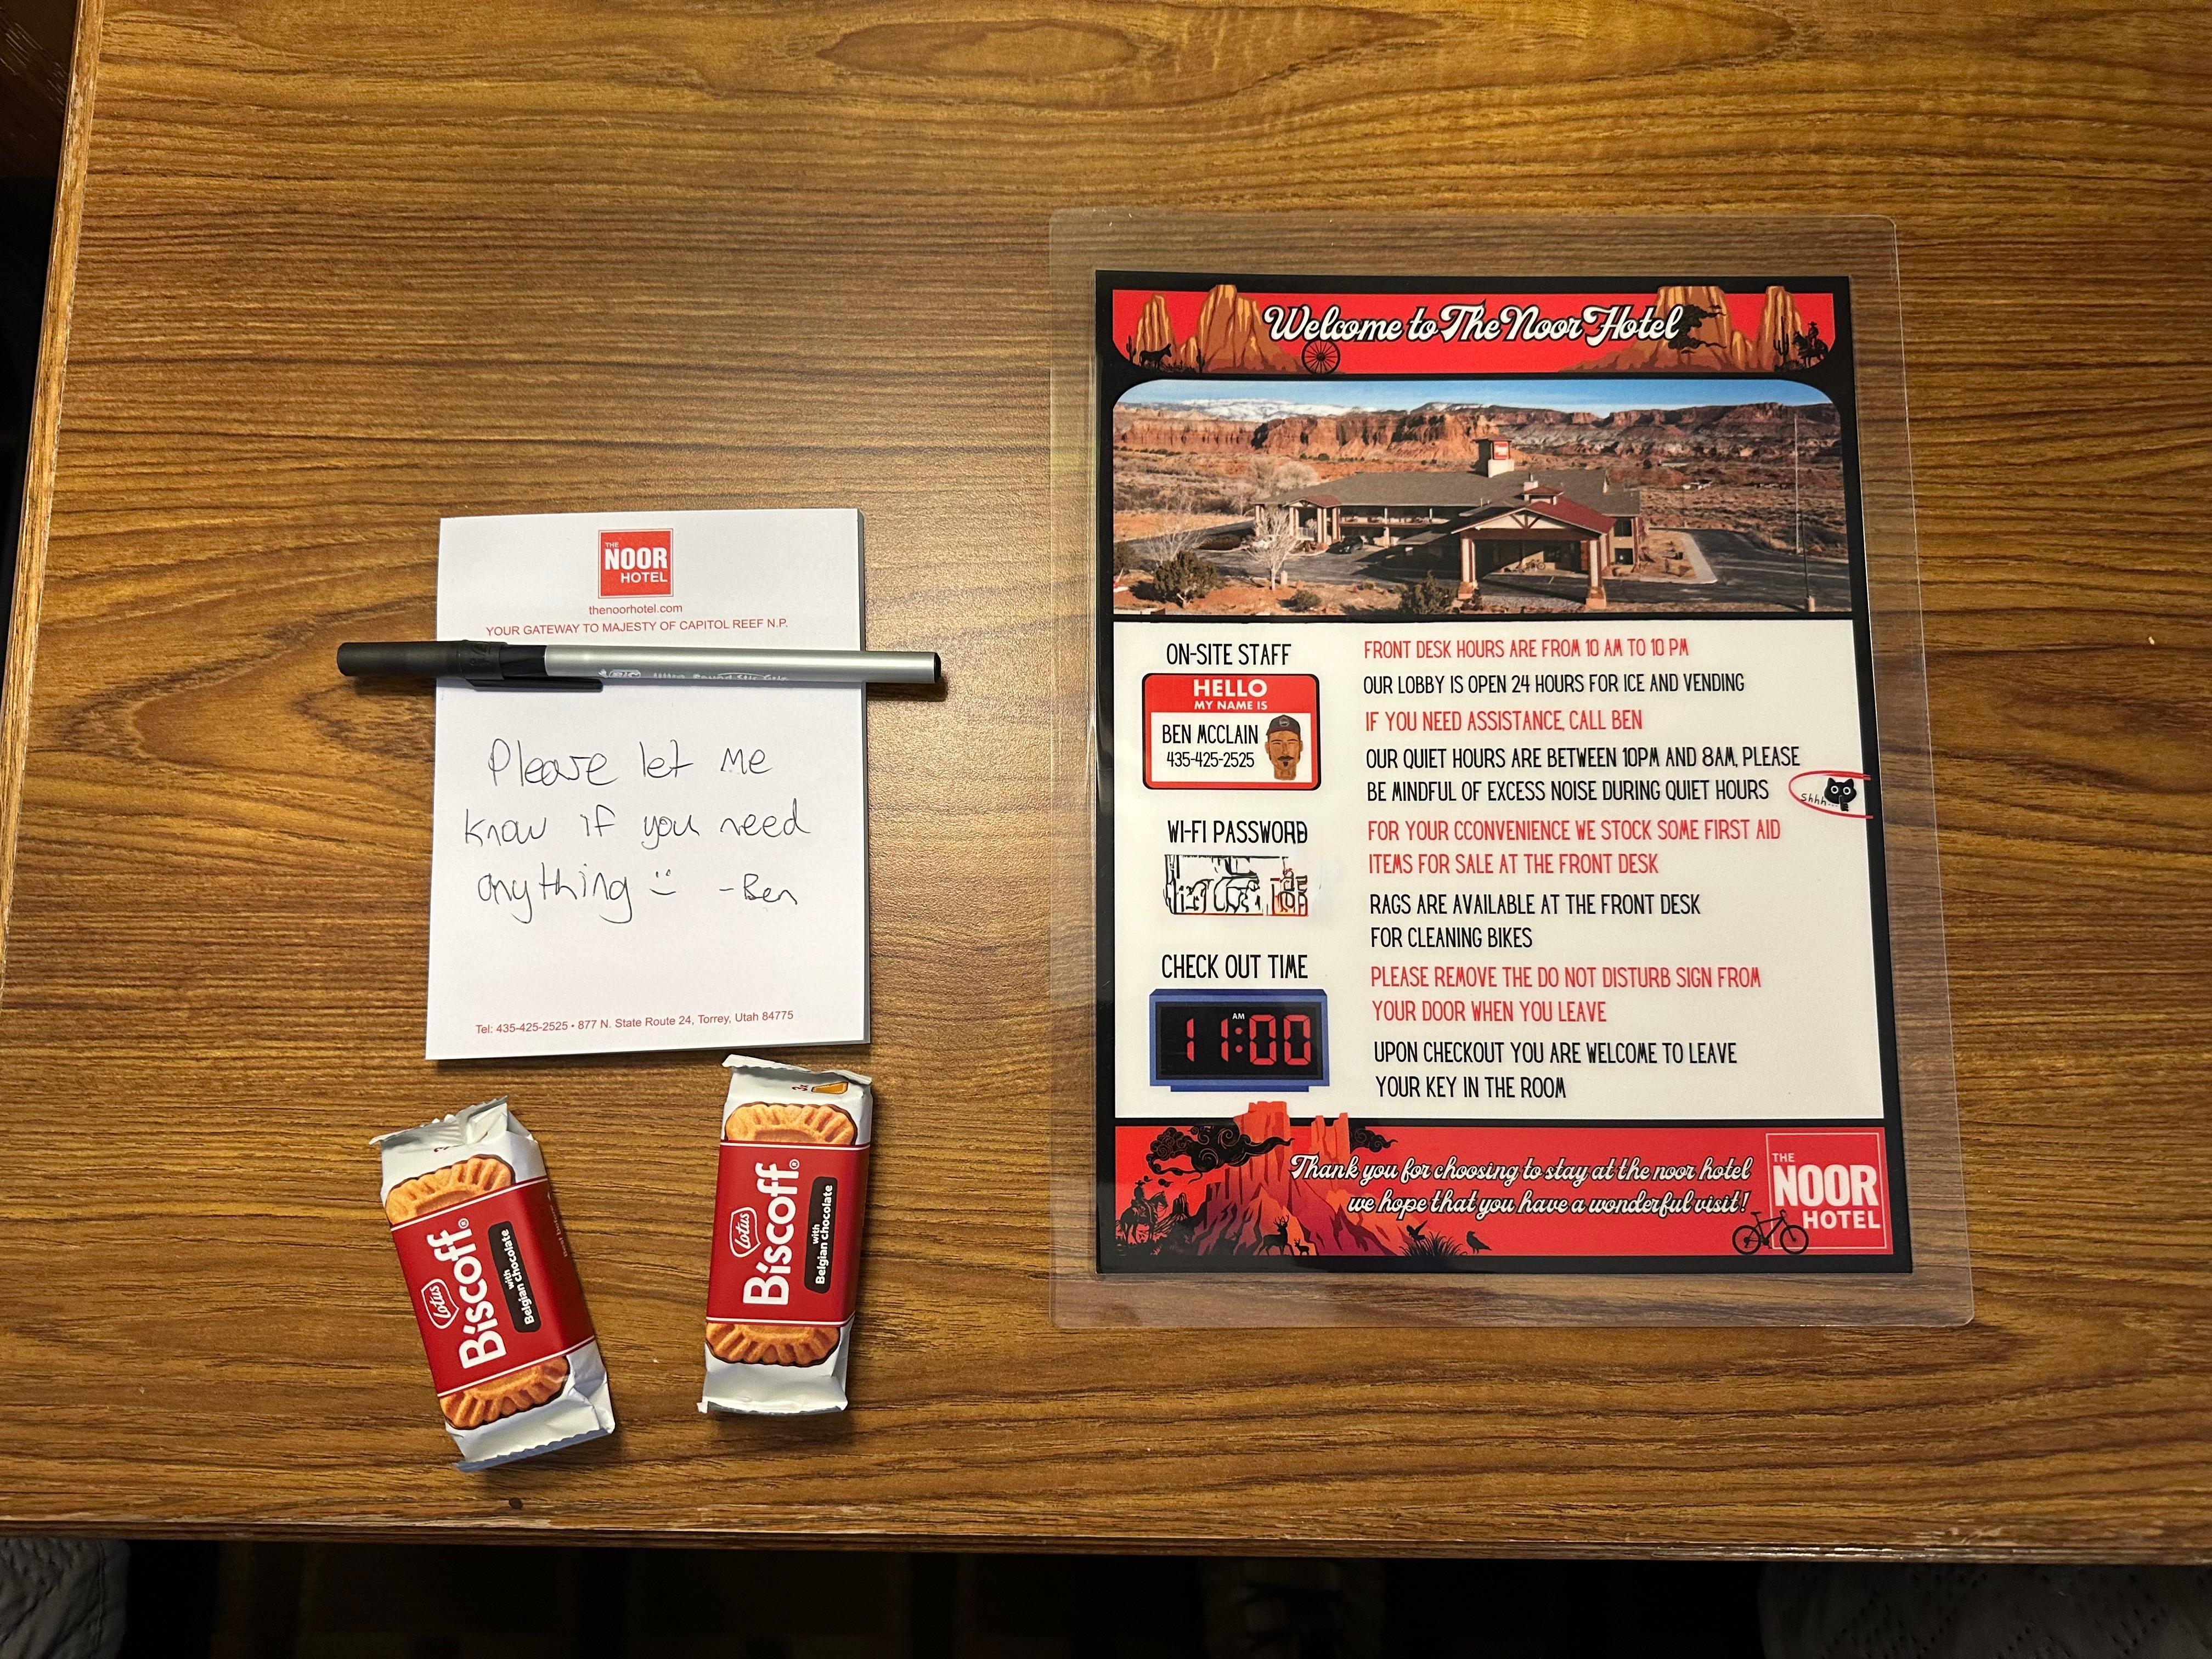 THE
NOOR
HOTEL
thenoorhotel.com
YOUR GATEWAY TO MAJESTY OF CAPITOL REEF N.P.
BIC
Please let me
know if you need
anything :) -Ben
Tel: 435-425-2525 • 877 N. State Route 24, Torrey, Utah 84775
Lotus
Biscoff®
with
Belgian chocolate
Lotus
Biscoff®
with
Belgian chocolate
Welcome to The Noor Hotel
ON-SITE STAFF
HELLO
MY NAME IS
BEN MCCLAIN
435-425-2525
WI-FI PASSWORD
CHECK OUT TIME
AM
11:00
FRONT DESK HOURS ARE FROM 10 AM TO 10 PM
OUR LOBBY IS OPEN 24 HOURS FOR ICE AND VENDING
IF YOU NEED ASSISTANCE, CALL BEN
OUR QUIET HOURS ARE BETWEEN 10PM AND 8AM, PLEASE
BE MINDFUL OF EXCESS NOISE DURING QUIET HOURS
Shhh...
FOR YOUR CCONVENIENCE WE STOCK SOME FIRST AID
ITEMS FOR SALE AT THE FRONT DESK
RAGS ARE AVAILABLE AT THE FRONT DESK
FOR CLEANING BIKES
PLEASE REMOVE THE DO NOT DISTURB SIGN FROM
YOUR DOOR WHEN YOU LEAVE
UPON CHECKOUT YOU ARE WELCOME TO LEAVE
YOUR KEY IN THE ROOM
Thank you for choosing to stay at the noor hotel
we hope that you have a wonderful visit!
THE
NOOR
HOTEL